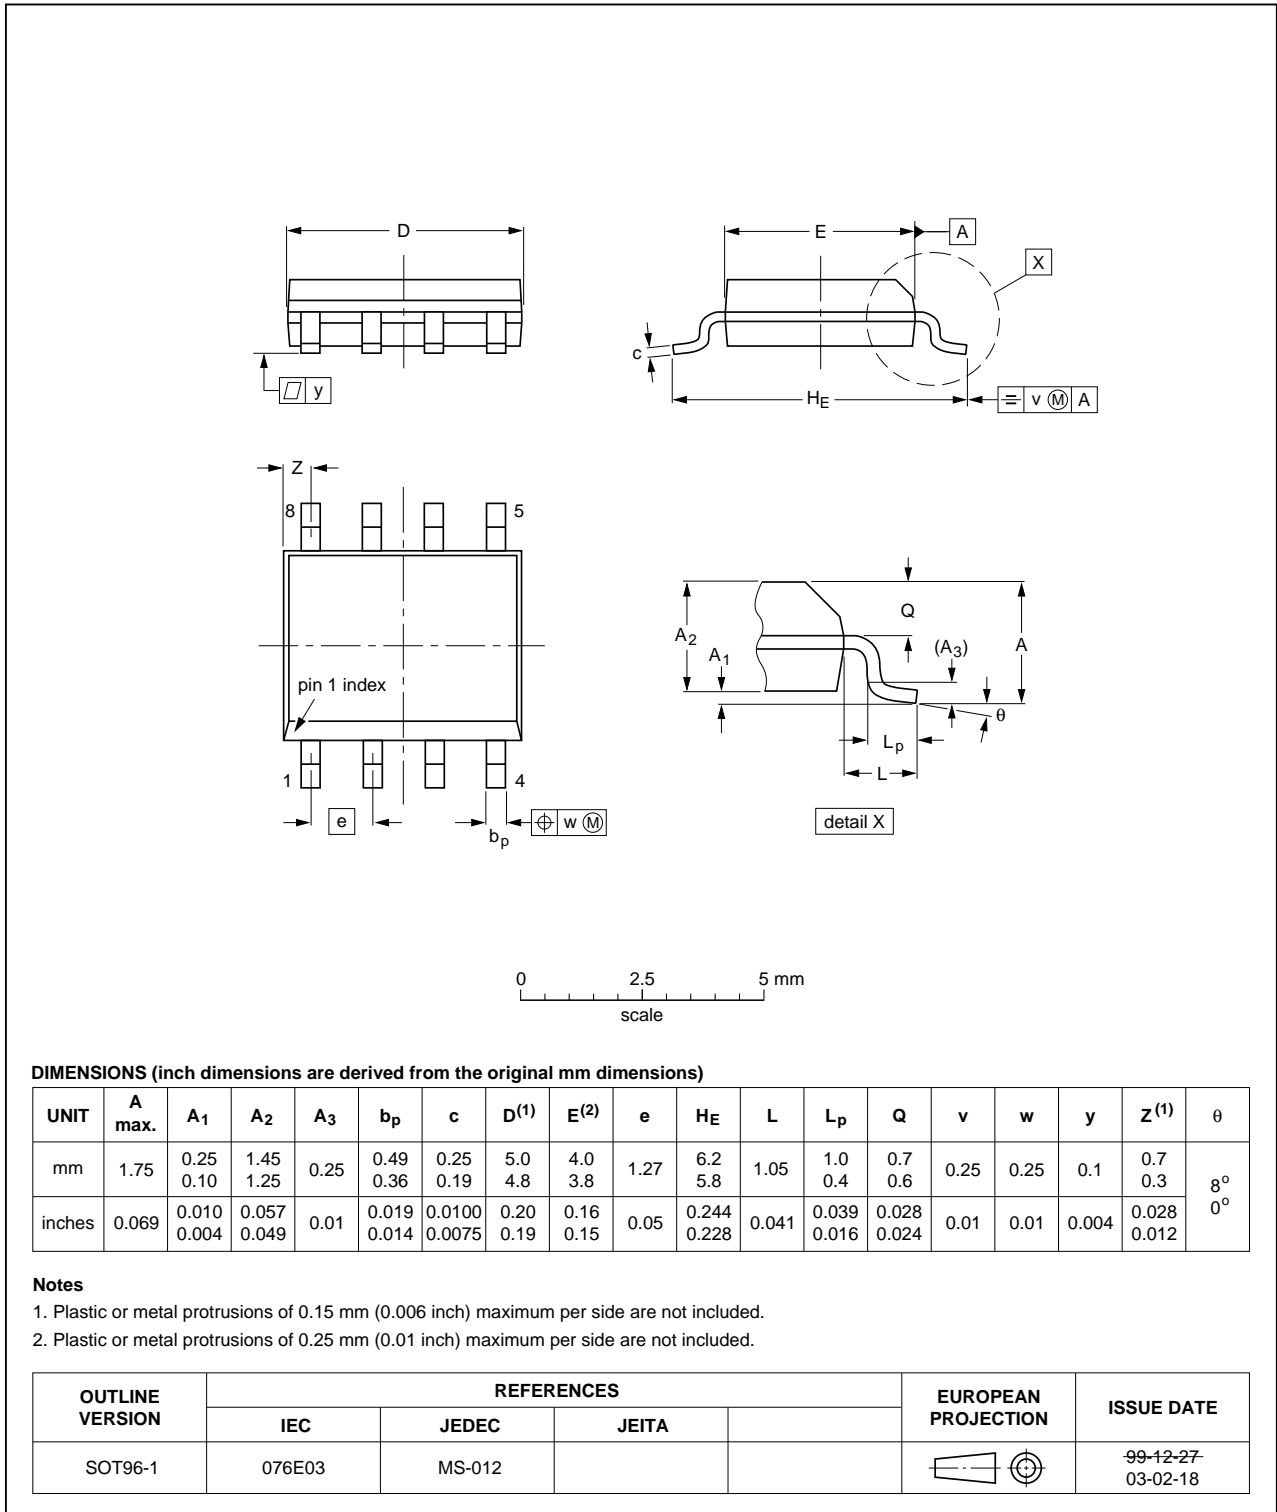 D
E
A
X
c
y
HE
v M A
Z
8
5
pin 1 index
1
4
e
bp
w M
A2
A1
Q
(A3)
A
θ
Lp
L
detail X
0 2.5 5 mm
scale
DIMENSIONS (inch dimensions are derived from the original mm dimensions)
UNIT A max. A1 A2 A3 bp c D(1) E(2) e HE L Lp Q v w y Z(1) θ
mm 1.75 0.25 0.10 1.45 1.25 0.25 0.49 0.36 0.25 0.19 5.0 4.8 4.0 3.8 1.27 6.2 5.8 1.05 1.0 0.4 0.7 0.6 0.25 0.25 0.1 0.7 0.3 8° 0°
inches 0.069 0.010 0.004 0.057 0.049 0.01 0.019 0.014 0.0100 0.0075 0.20 0.19 0.16 0.15 0.05 0.244 0.228 0.041 0.039 0.016 0.028 0.024 0.01 0.01 0.004 0.028 0.012
Notes
1. Plastic or metal protrusions of 0.15 mm (0.006 inch) maximum per side are not included.
2. Plastic or metal protrusions of 0.25 mm (0.01 inch) maximum per side are not included.
OUTLINE VERSION REFERENCES EUROPEAN PROJECTION ISSUE DATE
IEC JEDEC JEITA
SOT96-1 076E03 MS-012 99-12-27 03-02-18